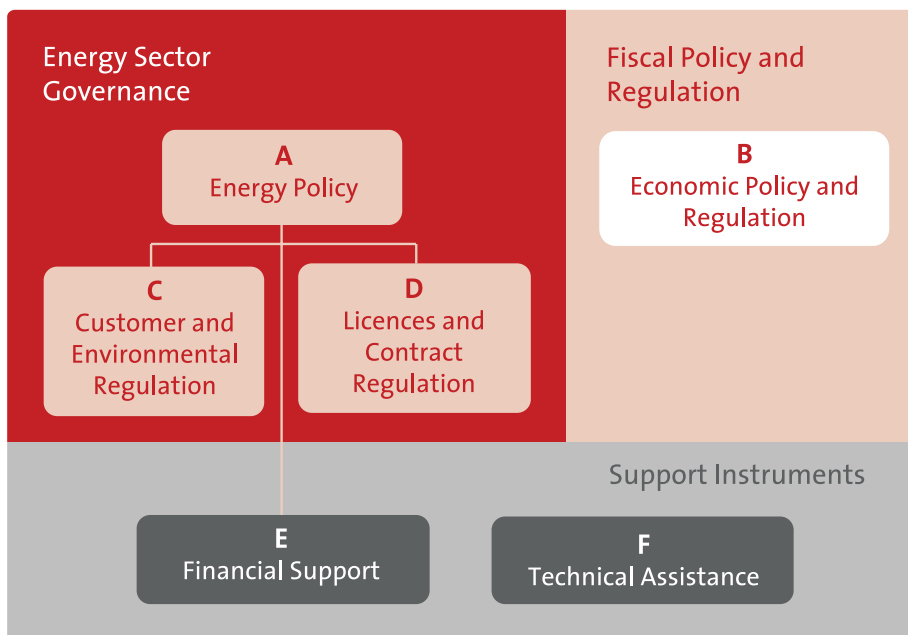 Energy Sector
Governance
Fiscal Policy and
Regulation
A
Energy Policy
B
Economic Policy and
Regulation
C
Customer and
Environmental
Regulation
D
Licences and
Contract
Regulation
Support Instruments
E
Financial Support
F
Technical Assistance